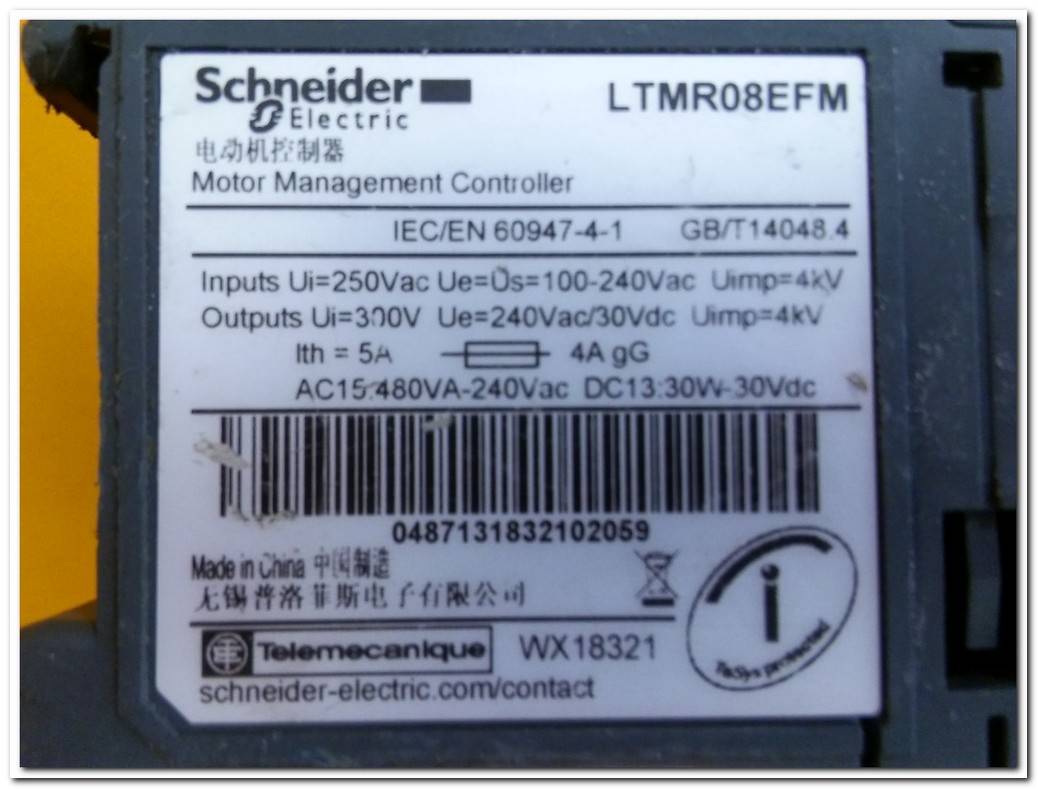 Schneider LTMR08EFM
Electric
电动机控制器
Motor Management Controller
IEC/EN 60947-4-1 GB/T14048.4
Inputs Ui=250Vac Ue=Us=100-240Vac Uimp=4kV
Outputs Ui=300V Ue=240Vac/30Vdc Uimp=4kV
Ith = 5A 4A gG
AC15:480VA-240Vac DC13:30W-30Vdc
0487131832102059
Made in China 中国制造
无锡普洛菲斯电子有限公司
i
TeSys protected
Telemecanique WX18321
schneider-electric.com/contact